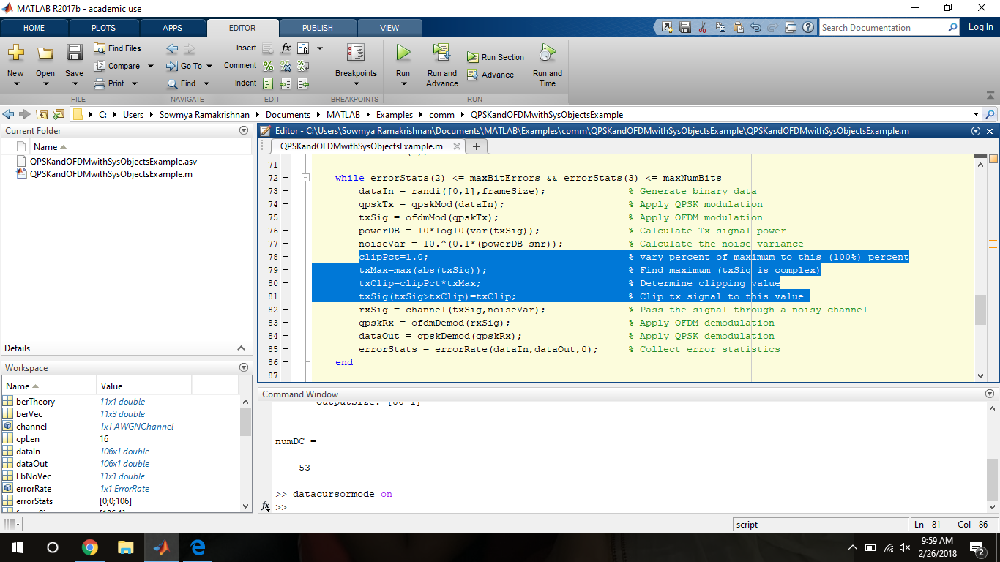 MATLAB R2017b - academic use
HOME PLOTS APPS EDITOR PUBLISH VIEW Search Documentation Log In
New Open Save Find Files Compare Print
Go To Find
Insert fx
Comment
Indent
Breakpoints
Run Run and Advance Run Section Advance Run and Time
FILE NAVIGATE EDIT BREAKPOINTS RUN
C: Users Sowmya Ramakrishnan Documents MATLAB Examples comm QPSKandOFDMwithSysObjectsExample
Current Folder
Name
QPSKandOFDMwithSysObjectsExample.asv
QPSKandOFDMwithSysObjectsExample.m
Details
Workspace
Name Value
berTheory 11x1 double
berVec 11x3 double
channel 1x1 AWGNChannel
cpLen 16
dataIn 106x1 double
dataOut 106x1 double
EbNoVec 11x1 double
errorRate 1x1 ErrorRate
errorStats [0;0;106]
Editor - C:\Users\Sowmya Ramakrishnan\Documents\MATLAB\Examples\comm\QPSKandOFDMwithSysObjectsExample\QPSKandOFDMwithSysObjectsExample.m
QPSKandOFDMwithSysObjectsExample.m
71
72 – while errorStats(2) <= maxBitErrors && errorStats(3) <= maxNumBits
73 – dataIn = randi([0,1],frameSize); % Generate binary data
74 – qpskTx = qpskMod(dataIn); % Apply QPSK modulation
75 – txSig = ofdmMod(qpskTx); % Apply OFDM modulation
76 – powerDB = 10*log10(var(txSig)); % Calculate Tx signal power
77 – noiseVar = 10.^(0.1*(powerDB-snr)); % Calculate the noise variance
78 – clipPct=1.0; % vary percent of maximum to this (100%) percent
79 – txMax=max(abs(txSig)); % Find maximum (txSig is complex)
80 – txClip=clipPct*txMax; % Determine clipping value
81 – txSig(txSig>txClip)=txClip; % Clip tx signal to this value
82 – rxSig = channel(txSig,noiseVar); % Pass the signal through a noisy channel
83 – qpskRx = ofdmDemod(rxSig); % Apply OFDM demodulation
84 – dataOut = qpskDemod(qpskRx); % Apply QPSK demodulation
85 – errorStats = errorRate(dataIn,dataOut,0); % Collect error statistics
86 – end
87
Command Window
OutputSize: [80 1]
numDC =
53
>> datacursormode on
fx >>
script Ln 81 Col 86
9:59 AM
2/26/2018
2